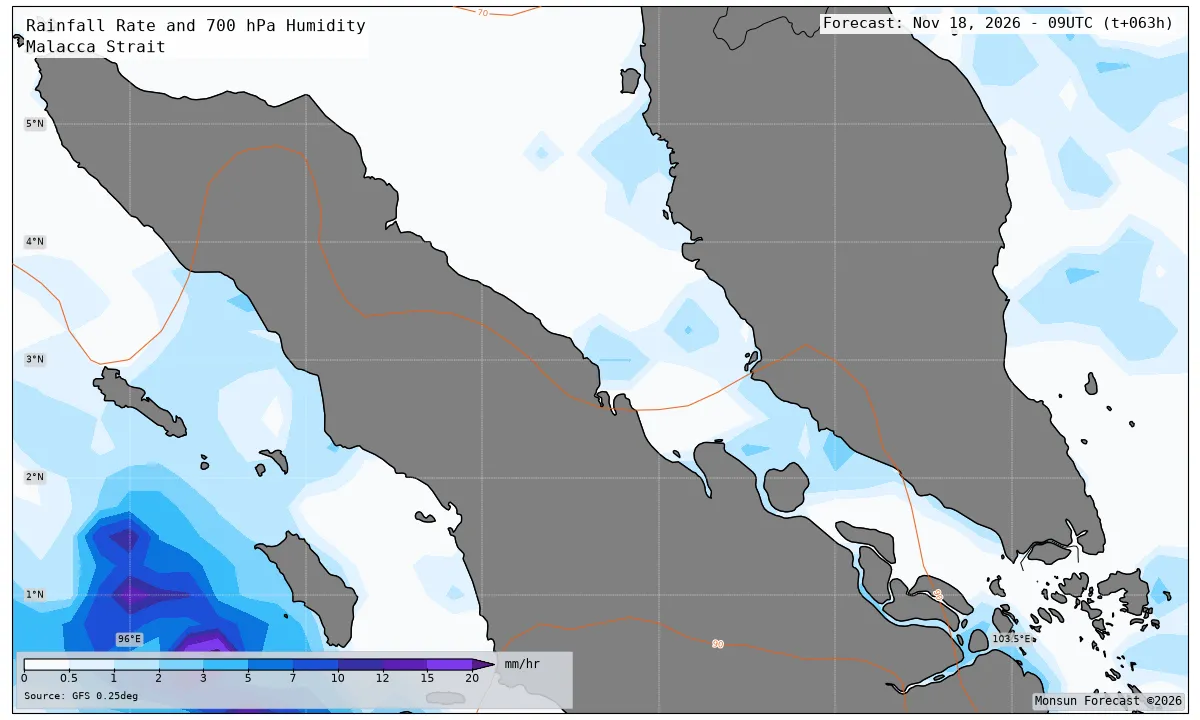 70
Rainfall Rate and 700 hPa Humidity
Malacca Strait
Forecast: Nov 18, 2026 - 09UTC (t+063h)
5°N
4°N
3°N
2°N
1°N
96°E
103.5°E
90
mm/hr
0 0.5 1 2 3 5 7 10 12 15 20
Source: GFS 0.25deg
Monsun Forecast ©2026